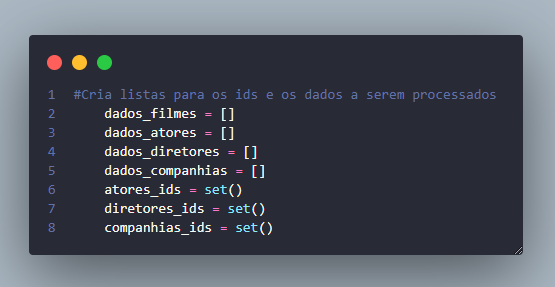 1 #Cria listas para os ids e os dados a serem processados
2     dados_filmes = []
3     dados_atores = []
4     dados_diretores = []
5     dados_companhias = []
6     atores_ids = set()
7     diretores_ids = set()
8     companhias_ids = set()